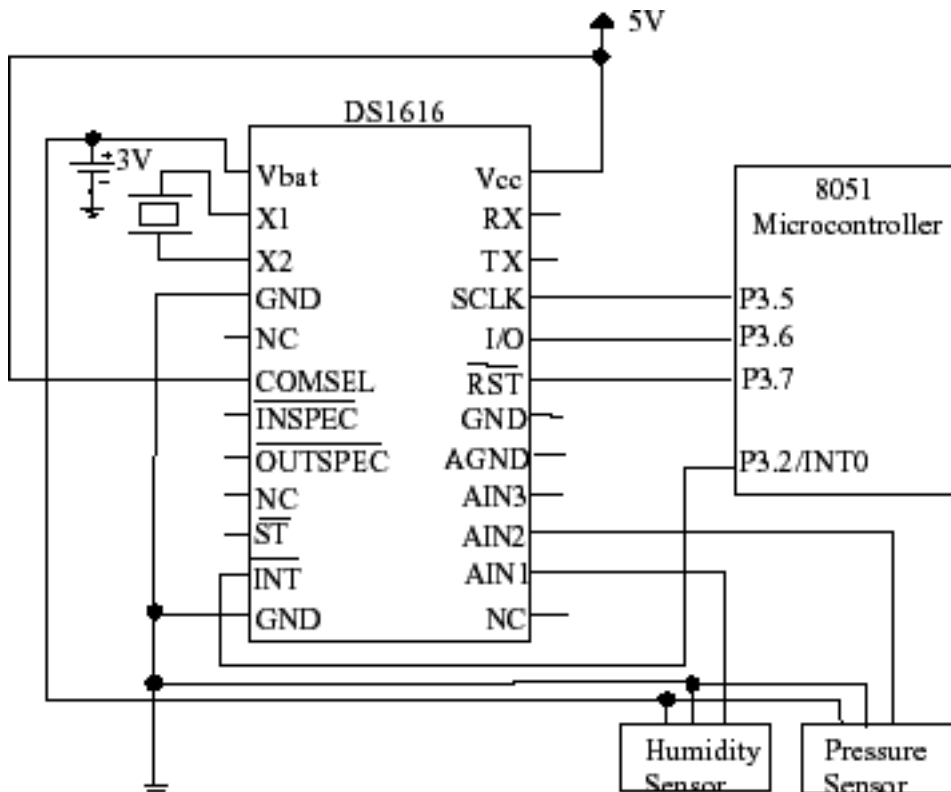 5V
DS1616
+3V
-
Vbat
X1
X2
GND
NC
COMSEL
INSPEC
OUTSPEC
NC
ST
INT
GND
Vcc
RX
TX
SCLK
I/O
RST
GND
AGND
AIN3
AIN2
AIN1
NC
8051
Microcontroller
P3.5
P3.6
P3.7
P3.2/INT0
Humidity
Sensor
Pressure
Sensor